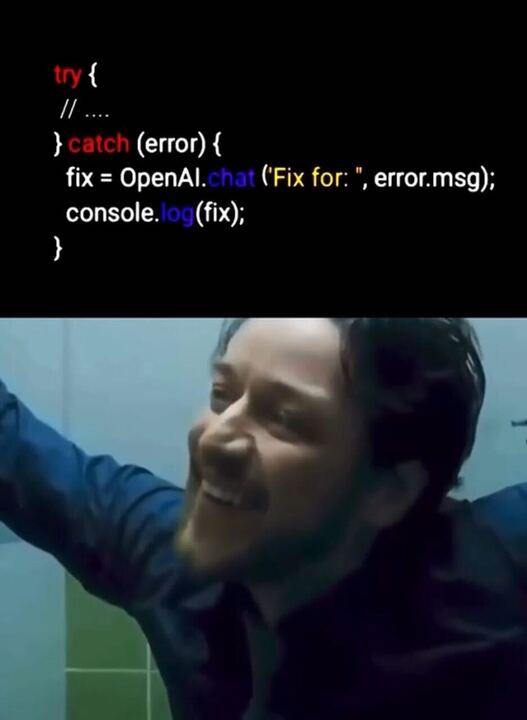 try {
// ....
} catch (error) {
fix = OpenAI.chat ('Fix for: ", error.msg);
console.log(fix);
}